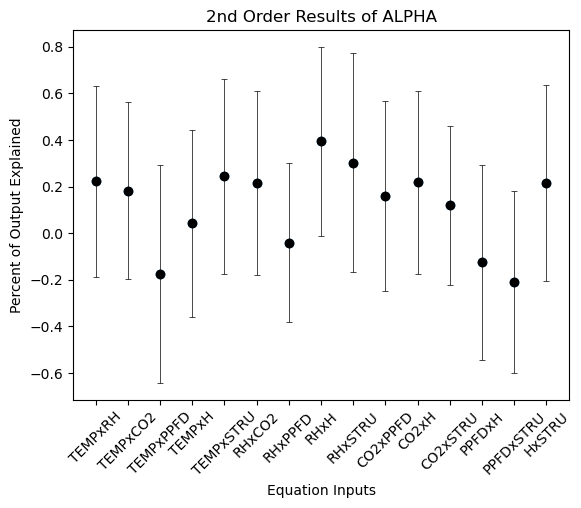 2nd Order Results of ALPHA
Percent of Output Explained
0.8
0.6
0.4
0.2
0.0
−0.2
−0.4
−0.6
TEMPxRH
TEMPxCO2
TEMPxPPFD
TEMPxH
TEMPxSTRU
RHxCO2
RHxPPFD
RHxH
RHxSTRU
CO2xPPFD
CO2xH
CO2xSTRU
PPFDxH
PPFDxSTRU
HxSTRU
Equation Inputs